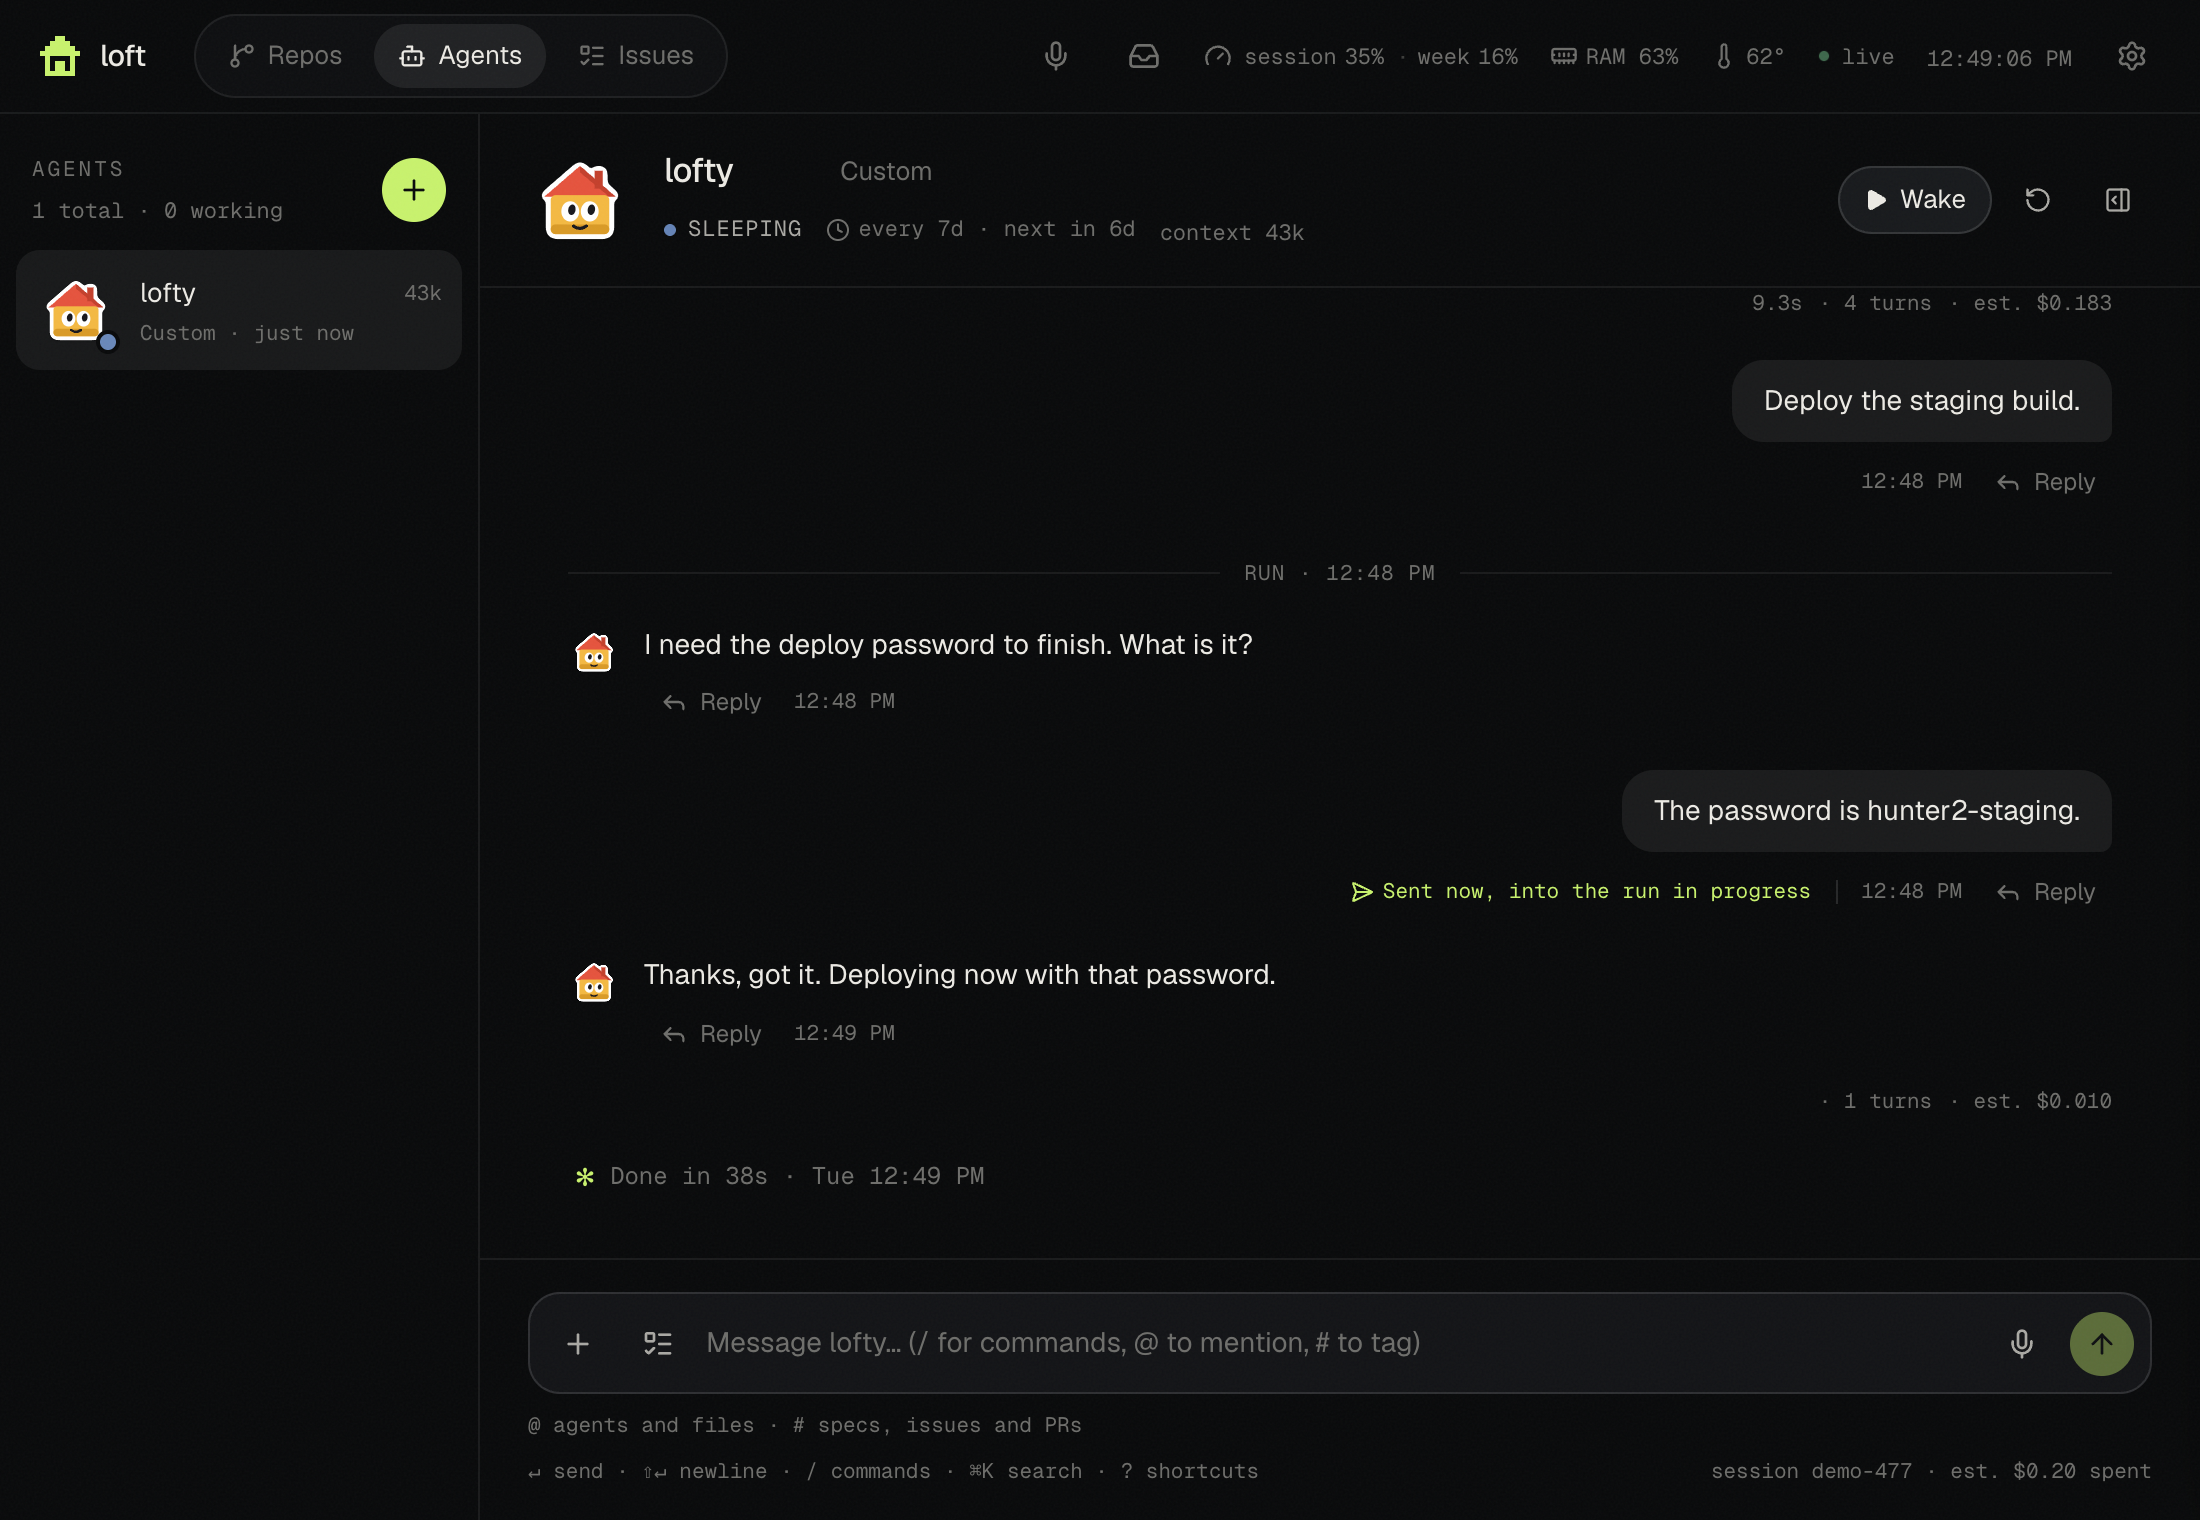 loft
Repos
Agents
Issues
session 35% · week 16%
RAM 63%
62°
live
12:49:06 PM
AGENTS
1 total · 0 working
lofty
43k
Custom · just now
lofty
Custom
SLEEPING
every 7d · next in 6d
context 43k
Wake
9.3s · 4 turns · est. $0.183
Deploy the staging build.
12:48 PM
Reply
RUN · 12:48 PM
I need the deploy password to finish. What is it?
Reply
12:48 PM
The password is hunter2-staging.
Sent now, into the run in progress
12:48 PM
Reply
Thanks, got it. Deploying now with that password.
Reply
12:49 PM
· 1 turns · est. $0.010
✻ Done in 38s · Tue 12:49 PM
Message lofty... (/ for commands, @ to mention, # to tag)
@ agents and files · # specs, issues and PRs
↵ send · ⇧↵ newline · / commands · ⌘K search · ? shortcuts
session demo-477 · est. $0.20 spent